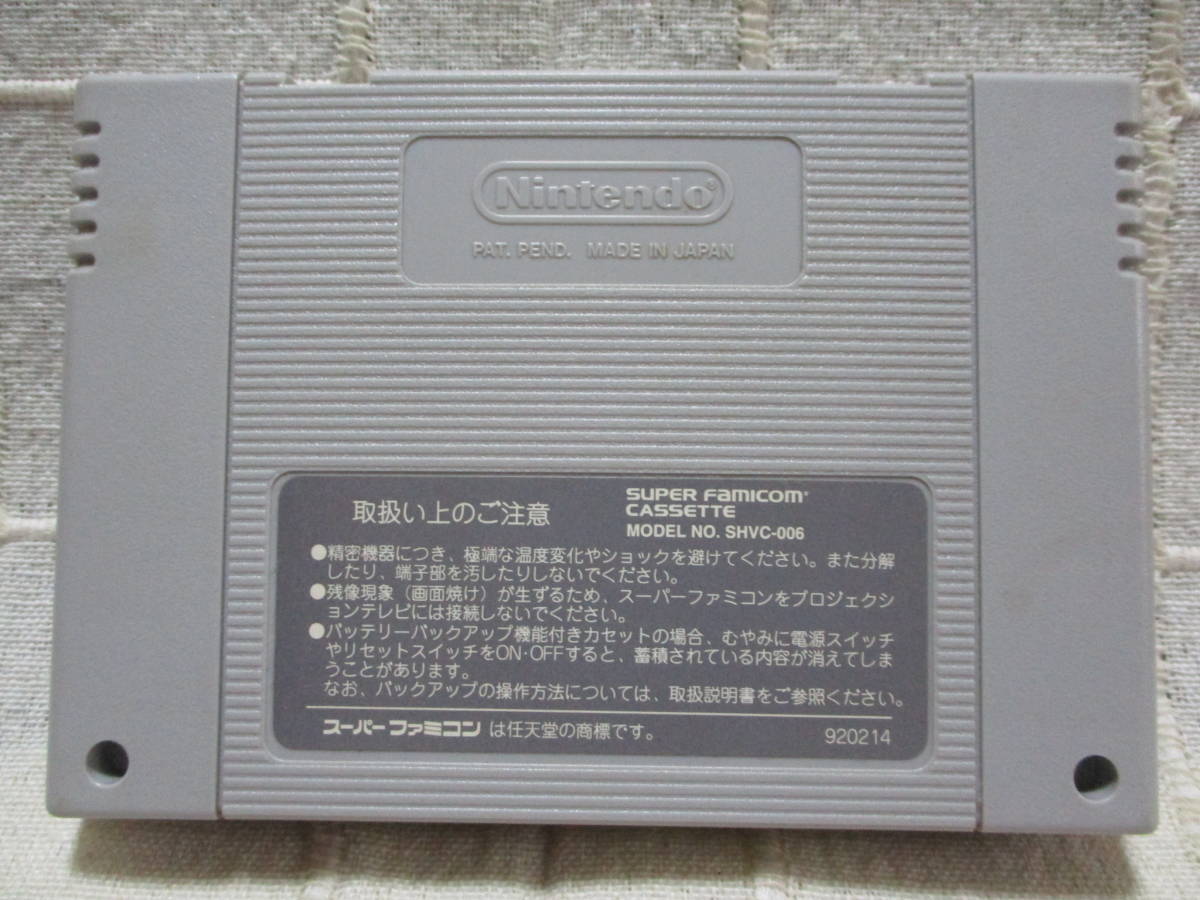 Nintendo®
PAT. PEND. MADE IN JAPAN
取扱い上のご注意
SUPER FAMICOM®
CASSETTE
MODEL NO. SHVC-006
●精密機器につき、極端な温度変化やショックを避けてください。また分解
したり、端子部を汚したりしないでください。
●残像現象（画面焼け）が生ずるため、スーパーファミコンをプロジェクシ
ョンテレビには接続しないでください。
●バッテリーバックアップ機能付きカセットの場合、むやみに電源スイッチ
やリセットスイッチをON・OFFすると、蓄積されている内容が消えてしま
うことがあります。
なお、バックアップの操作方法については、取扱説明書をご参照ください。
スーパーファミコンは任天堂の商標です。
920214